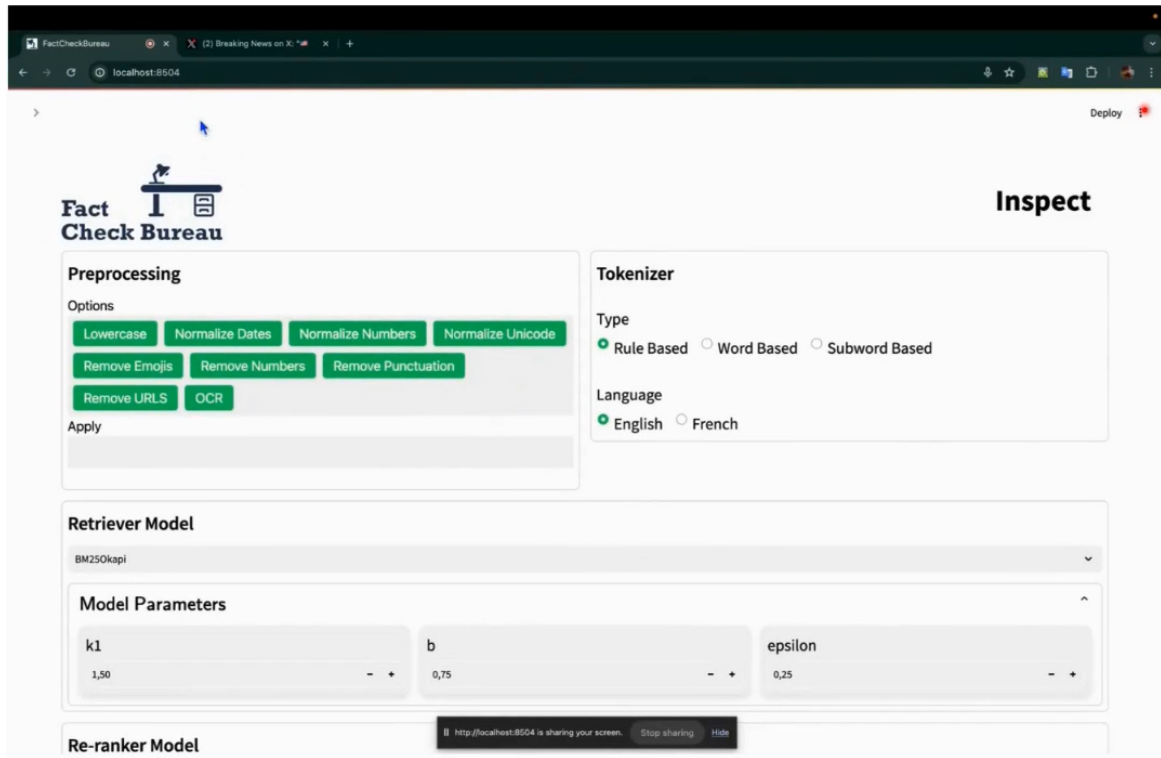 FactCheckBureau (2) Breaking News on X: "
localhost:8504
Deploy
Fact
Check Bureau
Inspect
Preprocessing
Options
Lowercase Normalize Dates Normalize Numbers Normalize Unicode
Remove Emojis Remove Numbers Remove Punctuation
Remove URLS OCR
Apply
Tokenizer
Type
Rule Based Word Based Subword Based
Language
English French
Retriever Model
BM25Okapi
Model Parameters
k1 b epsilon
1,50 - + 0,75 - + 0,25 - +
http://localhost:8504 is sharing your screen. Stop sharing Hide
Re-ranker Model